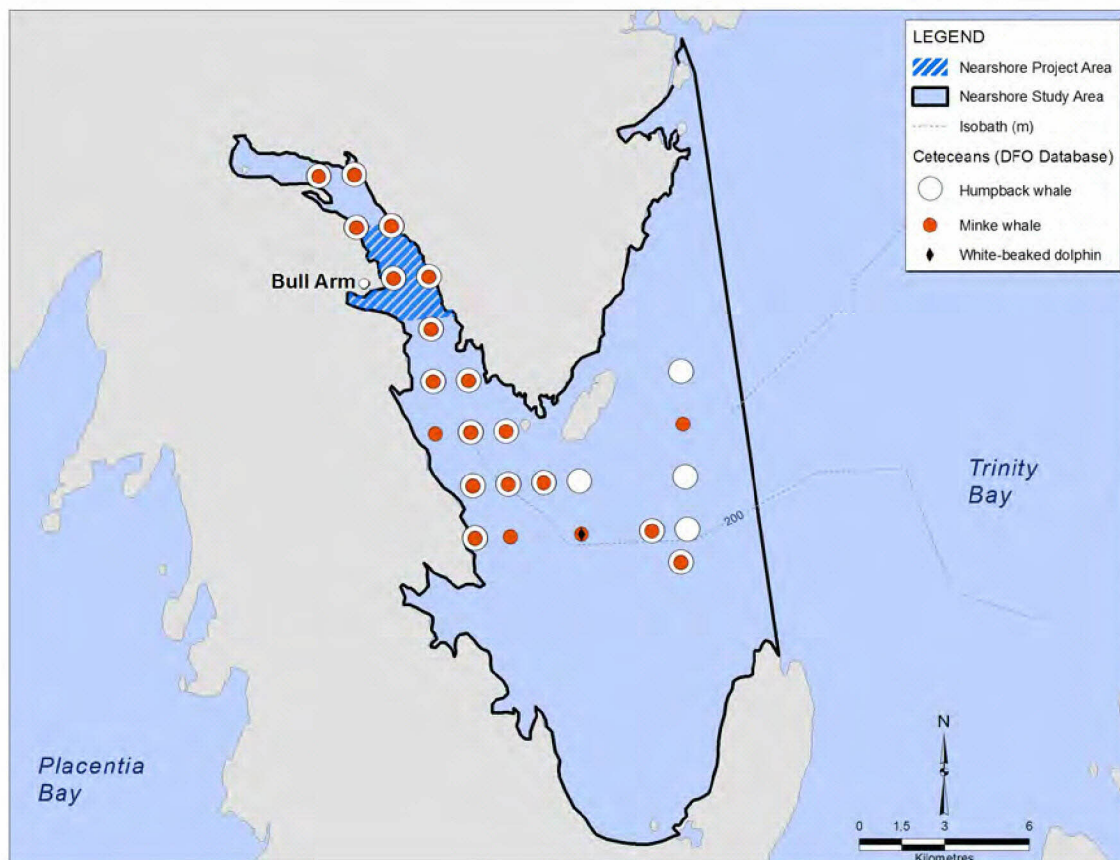 LEGEND
Nearshore Project Area
Nearshore Study Area
Isobath (m)
Ceteceans (DFO Database)
Humpback whale
Minke whale
White-beaked dolphin
Bull Arm
Trinity
Bay
200
Placentia
Bay
N
0 1.5 3 6
Kilometres